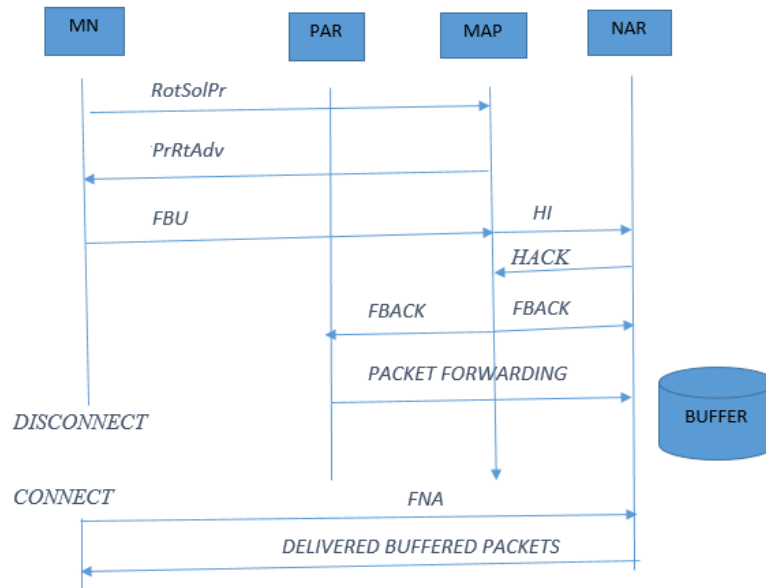 MN
PAR
MAP
NAR
RotSolPr
PrRtAdv
FBU
HI
HACK
FBACK
FBACK
PACKET FORWARDING
BUFFER
DISCONNECT
CONNECT
FNA
DELIVERED BUFFERED PACKETS